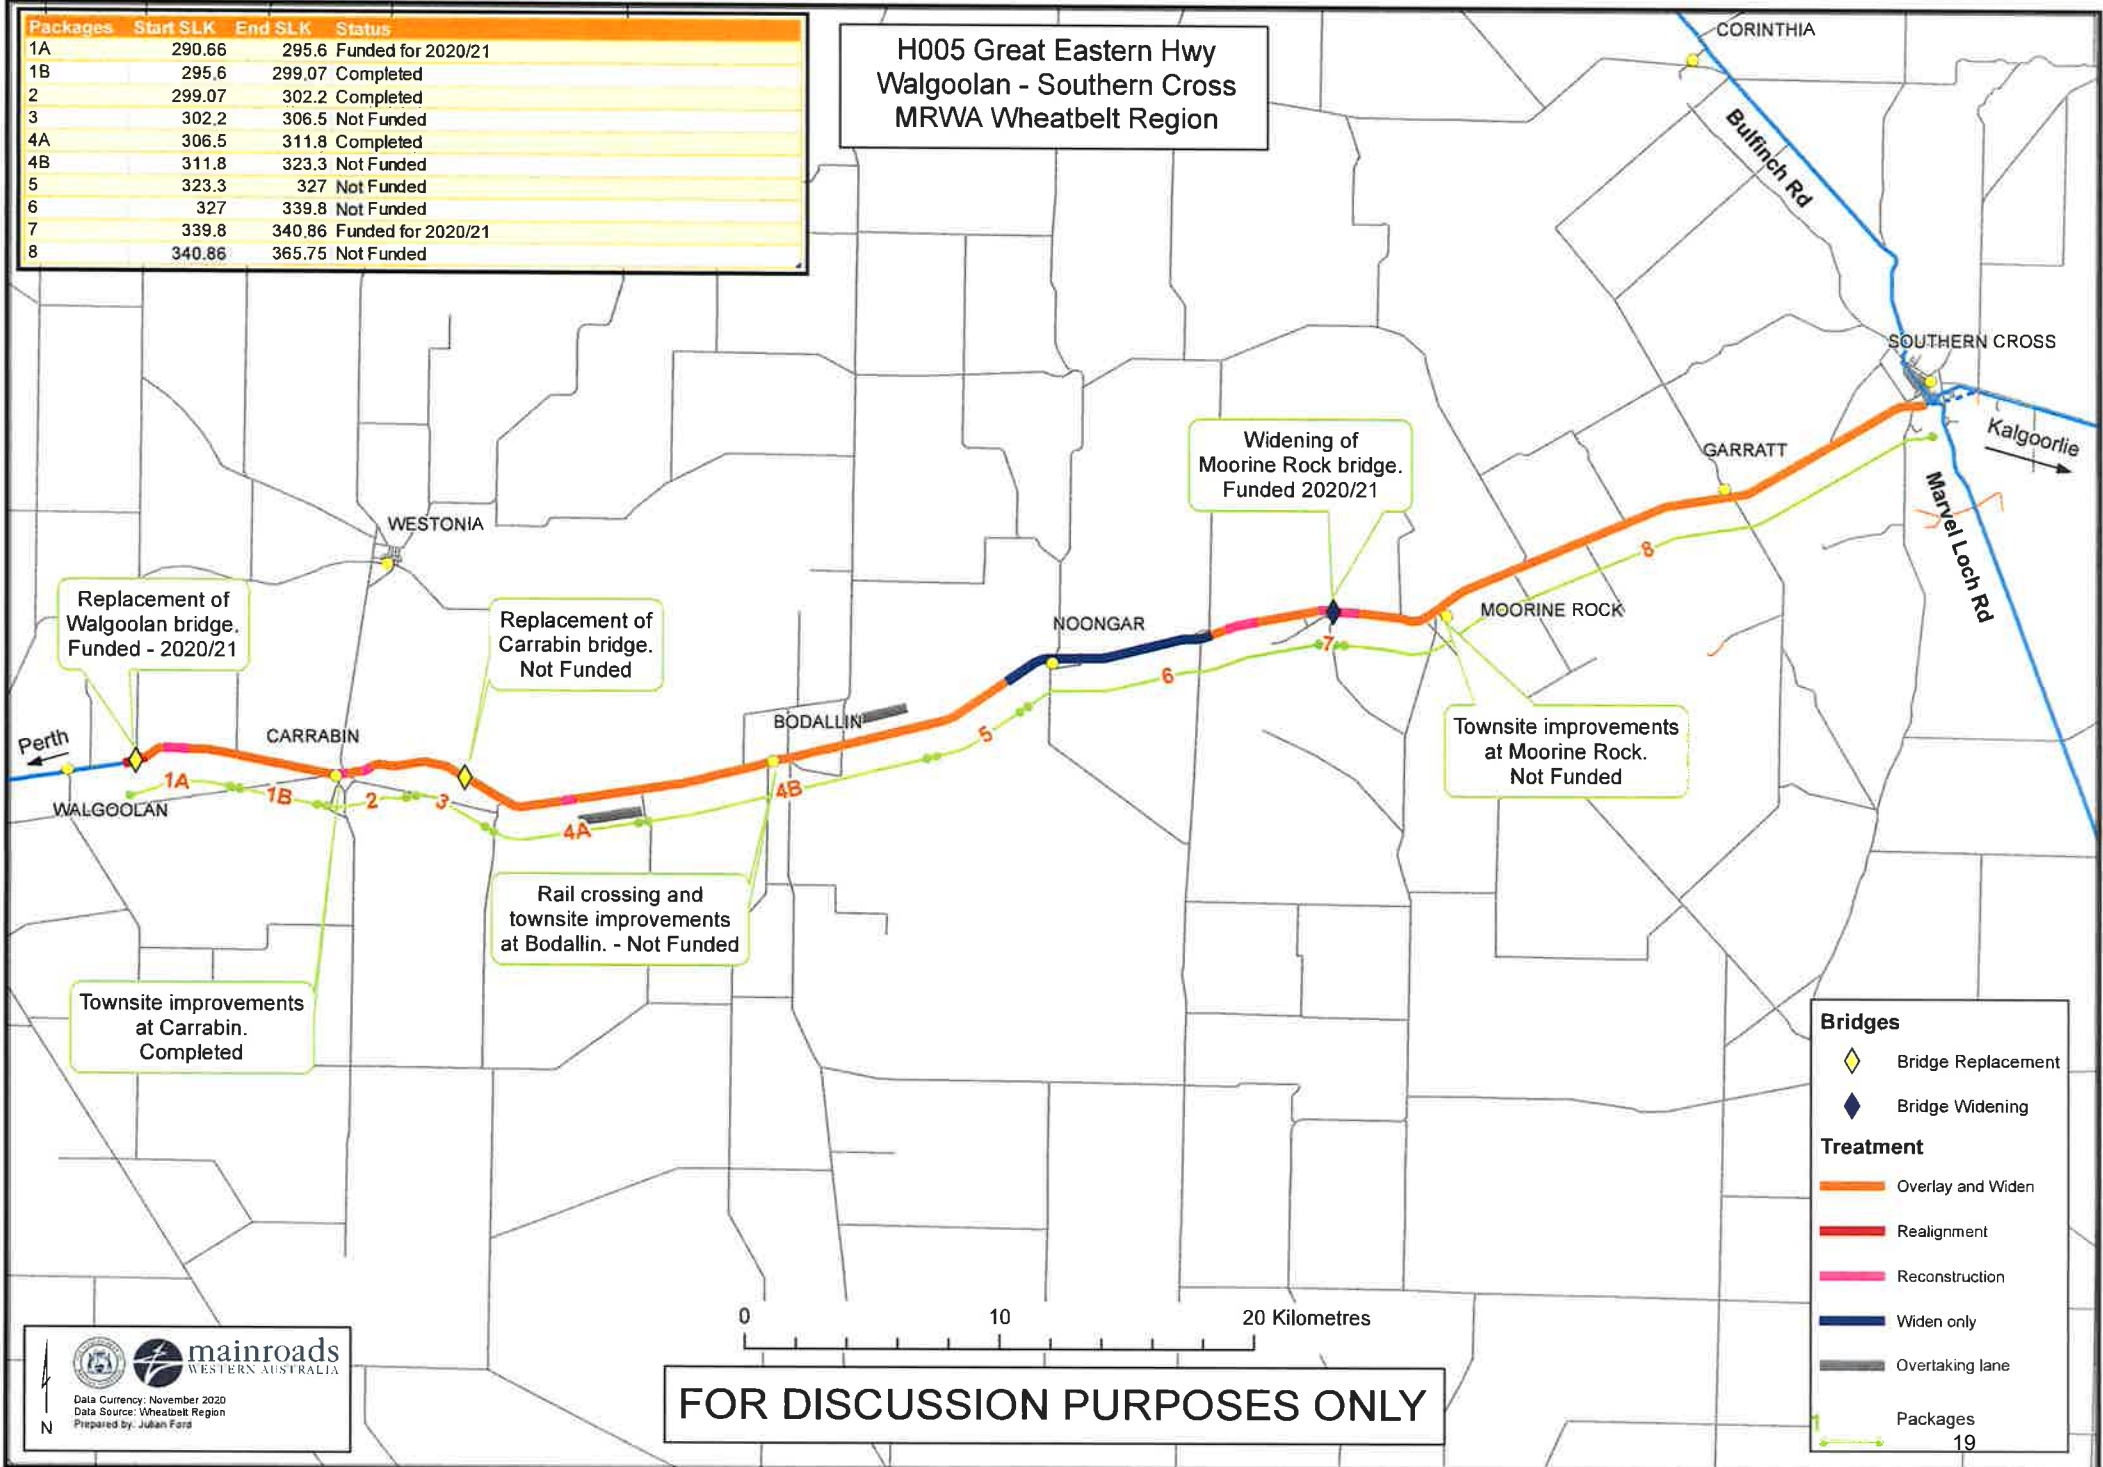 Packages Start SLK End SLK Status
1A 290.66 295.6 Funded for 2020/21
1B 295,6 299,07 Completed
2 299.07 302.2 Completed
3 302,2 306.5 Not Funded
4A 306.5 311.8 Completed
4B 311.8 323.3 Not Funded
5 323.3 327 Not Funded
6 327 339.8 Not Funded
7 339.8 340,86 Funded for 2020/21
8 340.86 365.75 Not Funded
H005 Great Eastern Hwy
Walgoolan - Southern Cross
MRWA Wheatbelt Region
CORINTHIA
Bulfinch Rd
SOUTHERN CROSS
Kalgoorlie
Marvel Loch Rd
GARRATT
Widening of
Moorine Rock bridge.
Funded 2020/21
WESTONIA
Replacement of
Walgoolan bridge.
Funded - 2020/21
Replacement of
Carrabin bridge.
Not Funded
NOONGAR
MOORINE ROCK
8
7
6
5
Perth
CARRABIN
BODALLIN
Townsite improvements
at Moorine Rock.
Not Funded
WALGOOLAN
1A
1B
2
3
4A
4B
Rail crossing and
townsite improvements
at Bodallin. - Not Funded
Townsite improvements
at Carrabin.
Completed
Bridges
Bridge Replacement
Bridge Widening
Treatment
Overlay and Widen
Realignment
Reconstruction
Widen only
Overtaking lane
1
Packages
19
0 10 20 Kilometres
FOR DISCUSSION PURPOSES ONLY
N
mainroads
WESTERN AUSTRALIA
Data Currency: November 2020
Data Source: Wheatbelt Region
Prepared by: Julian Ford